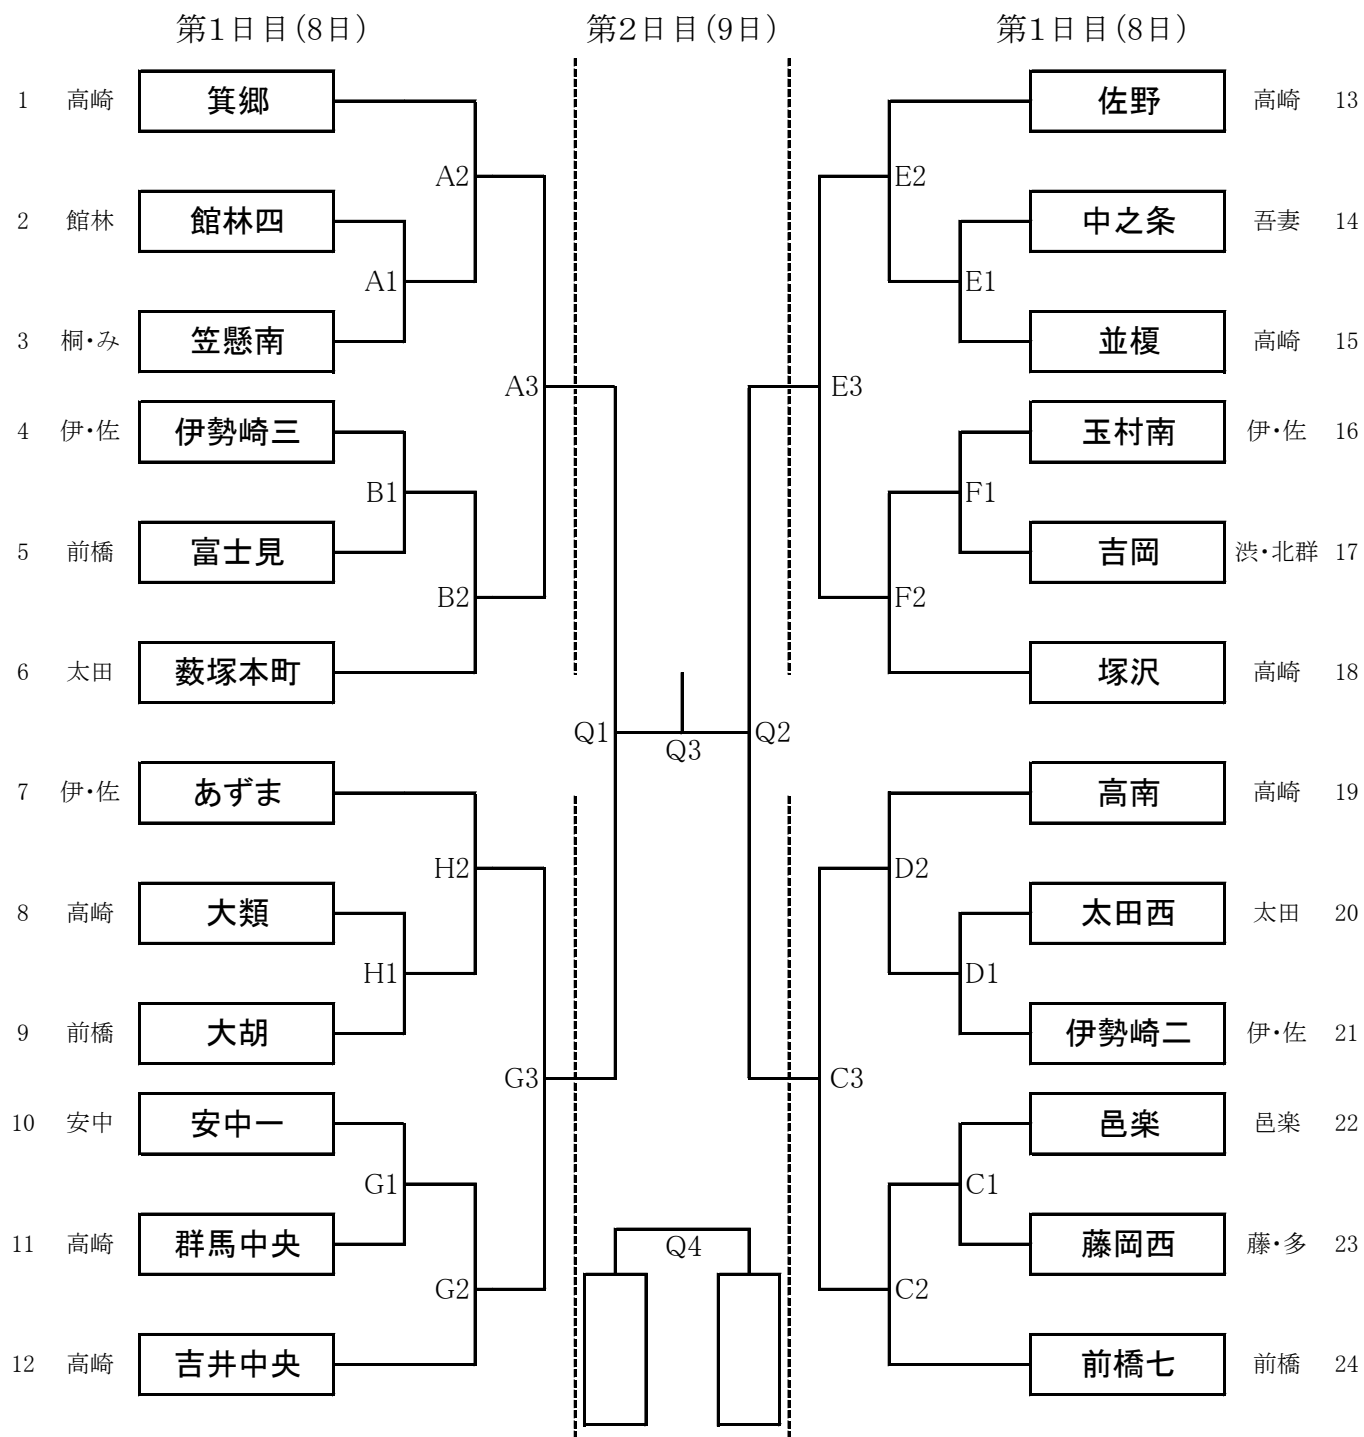 第1日目(8日) 第2日目(9日) 第1日目(8日)
1 高崎 箕郷 佐野 高崎 13
A2 E2
2 館林 館林四 中之条 吾妻 14
A1 E1
3 桐・み 笠懸南 並榎 高崎 15
A3 E3
4 伊・佐 伊勢崎三 玉村南 伊・佐 16
B1 F1
5 前橋 富士見 吉岡 渋・北群 17
B2 F2
6 太田 薮塚本町 塚沢 高崎 18
Q1 Q3 Q2
7 伊・佐 あずま 高南 高崎 19
H2 D2
8 高崎 大類 太田西 太田 20
H1 D1
9 前橋 大胡 伊勢崎二 伊・佐 21
G3 C3
10 安中 安中一 邑楽 邑楽 22
G1 C1
11 高崎 群馬中央 藤岡西 藤・多 23
Q4
G2 C2
12 高崎 吉井中央 前橋七 前橋 24